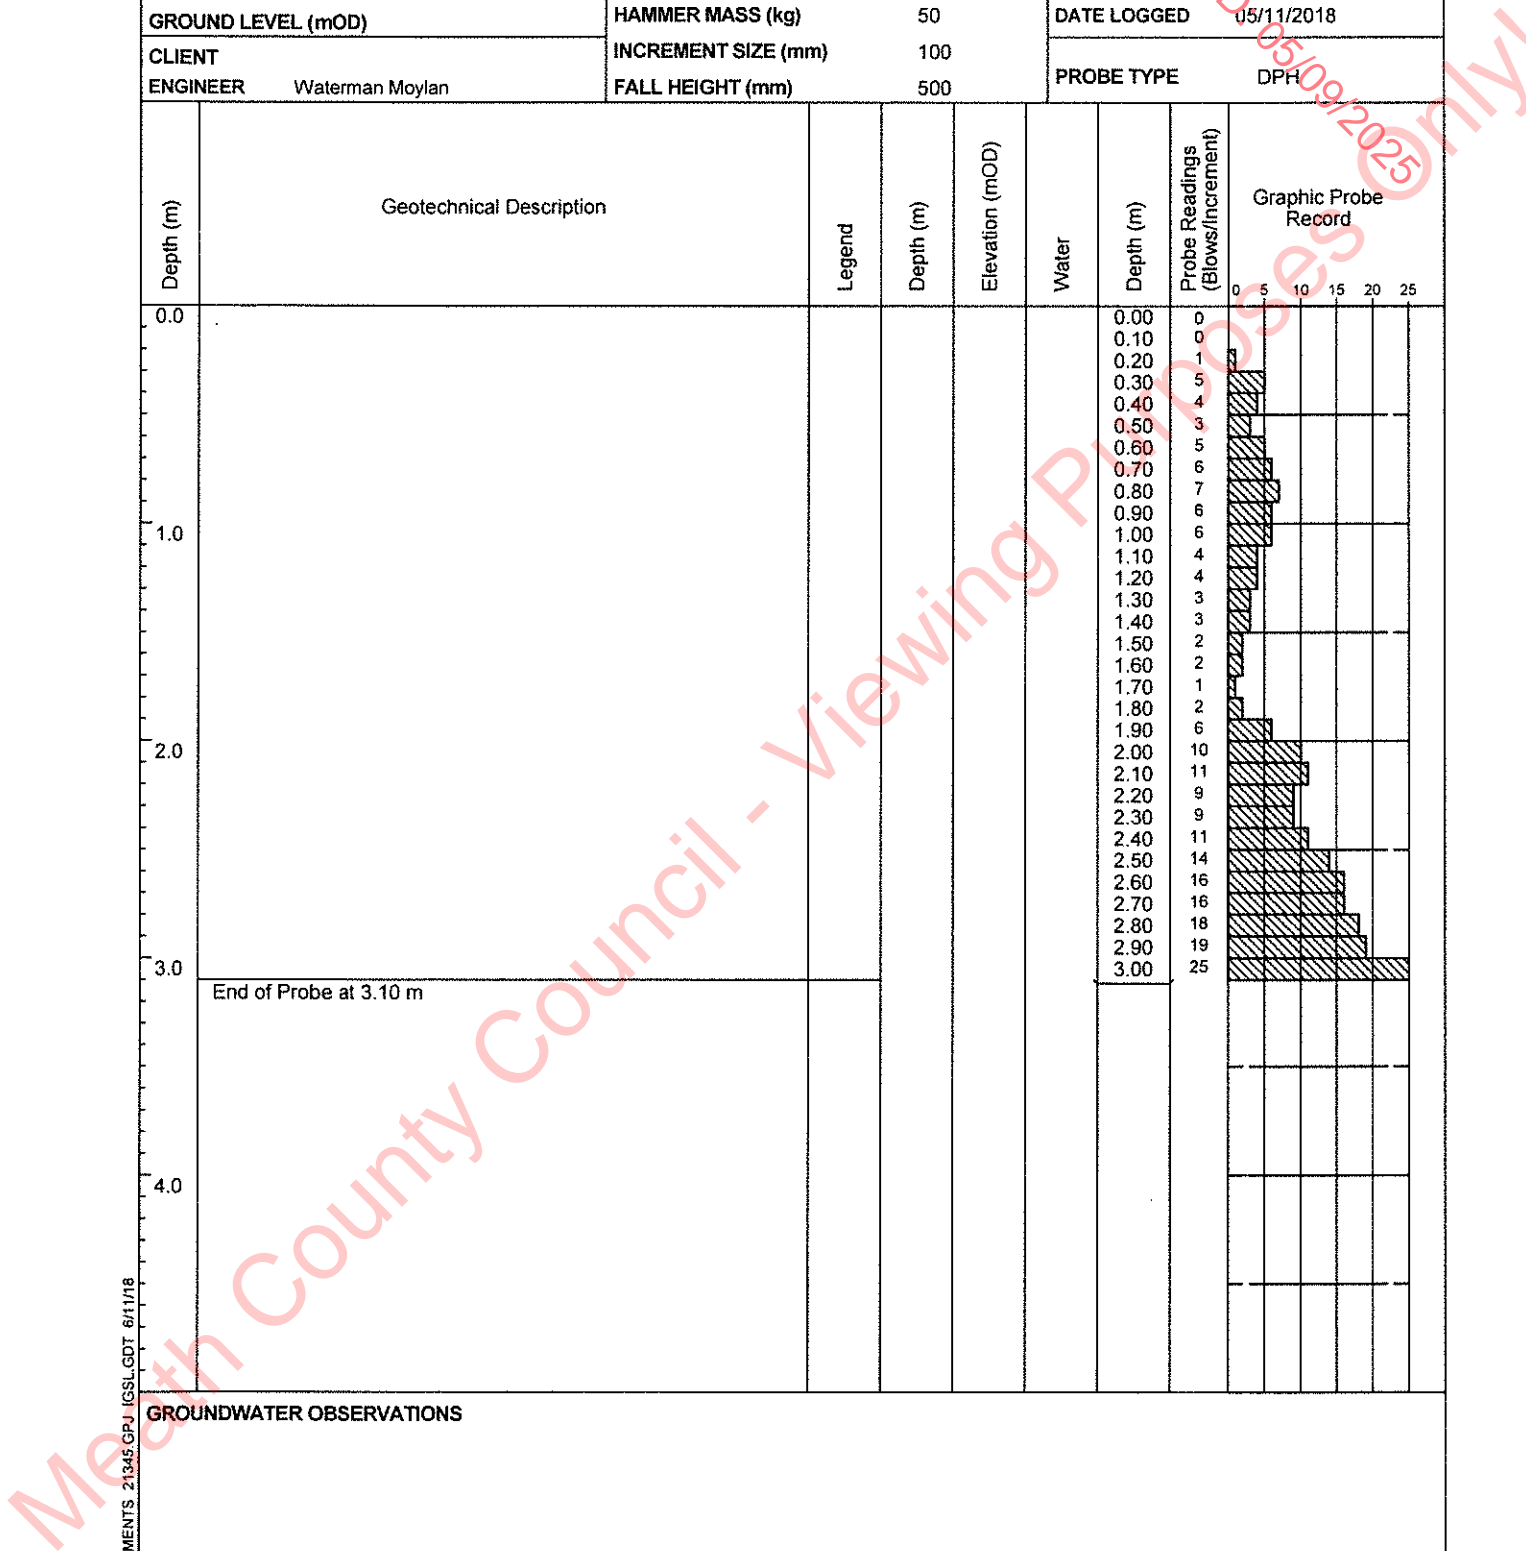 GROUND LEVEL (mOD)
HAMMER MASS (kg) 50
DATE LOGGED 05/11/2018
CLIENT
INCREMENT SIZE (mm) 100
ENGINEER Waterman Moylan
FALL HEIGHT (mm) 500
PROBE TYPE DPH
Depth (m)
Geotechnical Description
Legend
Depth (m)
Elevation (mOD)
Water
Depth (m)
Probe Readings
(Blows/Increment)
Graphic Probe
Record
0 5 10 15 20 25
0.0
0.00 0
0.10 0
0.20 1
0.30 5
0.40 4
0.50 3
0.60 5
0.70 6
0.80 7
0.90 6
1.0
1.00 6
1.10 4
1.20 4
1.30 3
1.40 3
1.50 2
1.60 2
1.70 1
1.80 2
1.90 6
2.0
2.00 10
2.10 11
2.20 9
2.30 9
2.40 11
2.50 14
2.60 16
2.70 16
2.80 18
2.90 19
3.0
3.00 25
End of Probe at 3.10 m
4.0
GROUNDWATER OBSERVATIONS
MENTS 21345.GPJ IGSL.GDT 6/11/18
Meath County Council - Viewing Purposes Only!
05/09/2025